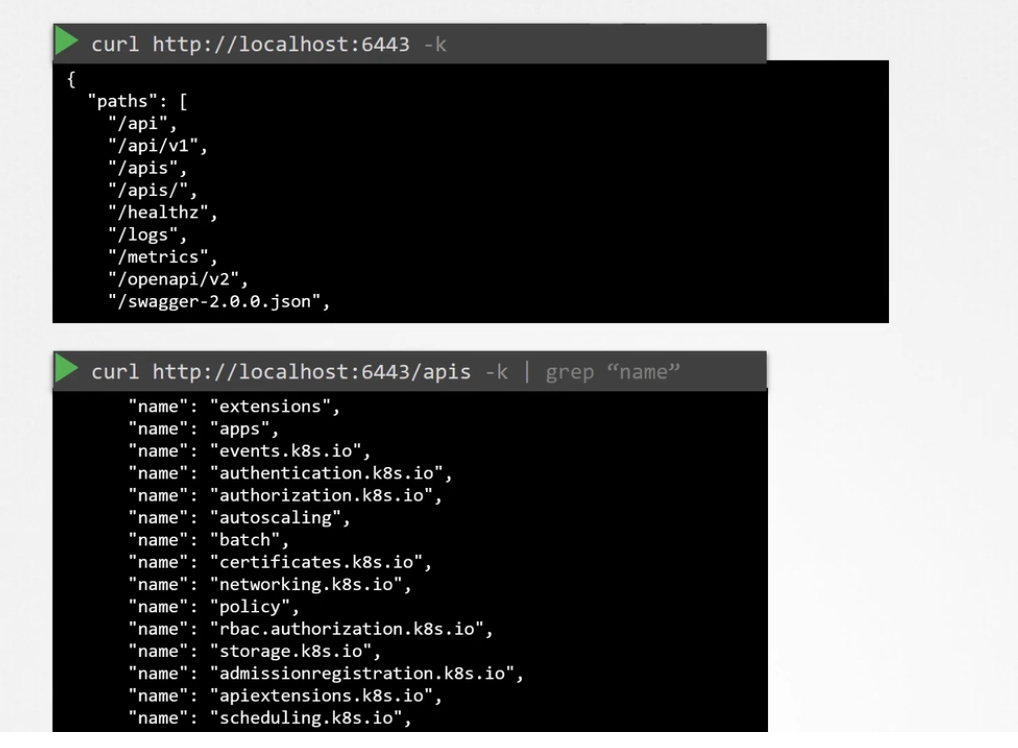 curl http://localhost:6443 -k
{
  "paths": [
    "/api",
    "/api/v1",
    "/apis",
    "/apis/",
    "/healthz",
    "/logs",
    "/metrics",
    "/openapi/v2",
    "/swagger-2.0.0.json",
curl http://localhost:6443/apis -k | grep “name”
      "name": "extensions",
      "name": "apps",
      "name": "events.k8s.io",
      "name": "authentication.k8s.io",
      "name": "authorization.k8s.io",
      "name": "autoscaling",
      "name": "batch",
      "name": "certificates.k8s.io",
      "name": "networking.k8s.io",
      "name": "policy",
      "name": "rbac.authorization.k8s.io",
      "name": "storage.k8s.io",
      "name": "admissionregistration.k8s.io",
      "name": "apiextensions.k8s.io",
      "name": "scheduling.k8s.io",